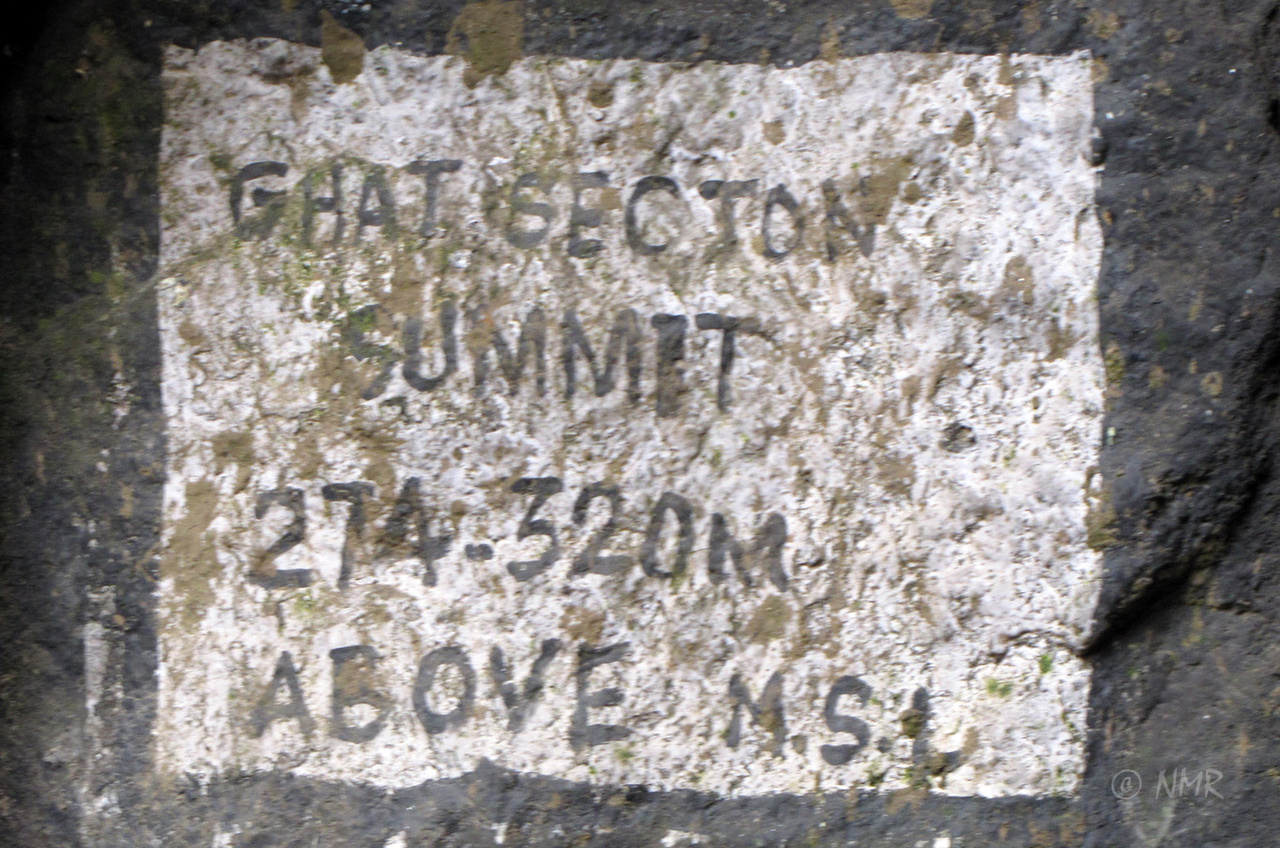 GHAT SECTON
SUMMIT
274.320M
ABOVE M.S.L
© NMR